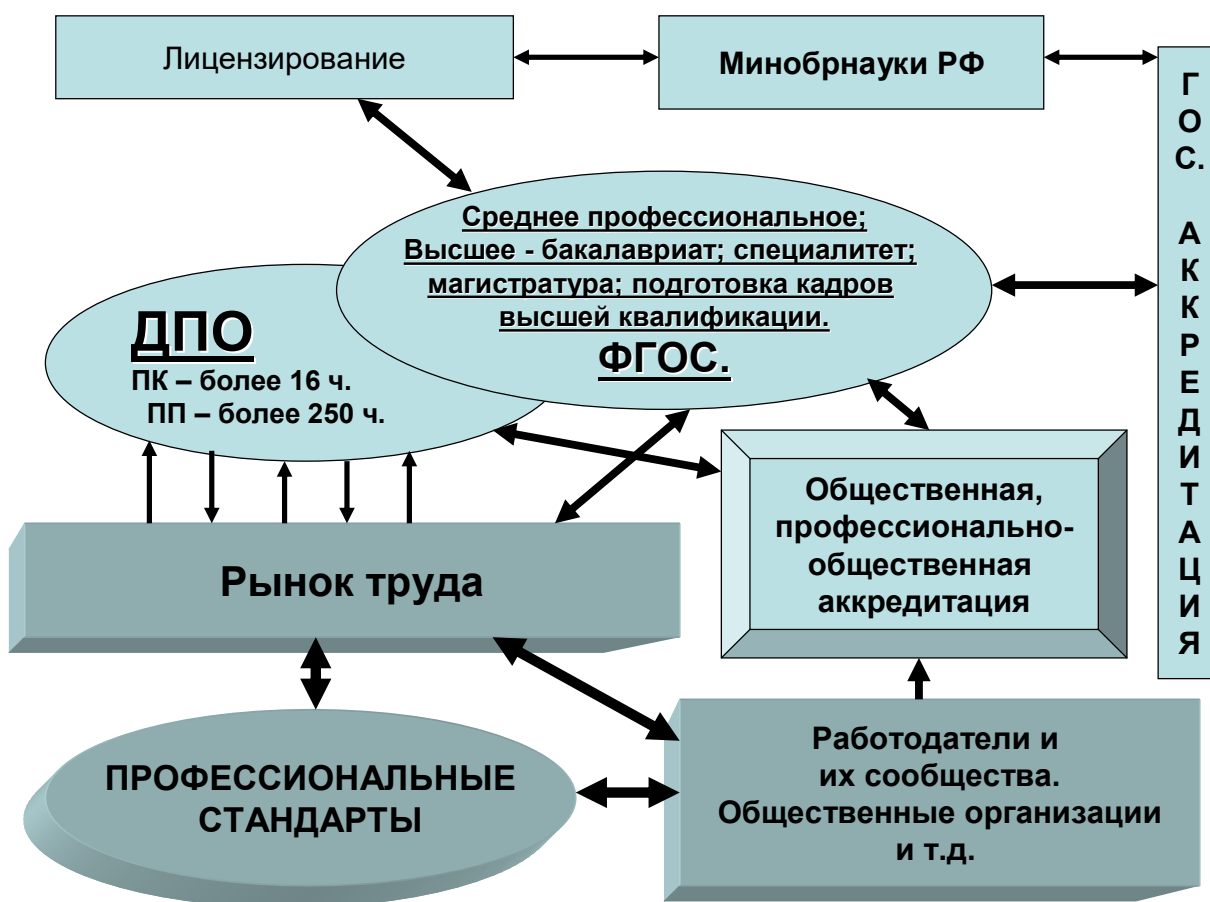 Лицензирование
Минобрнауки РФ
ГОС. АККРЕДИТАЦИЯ
Среднее профессиональное;
Высшее - бакалавриат; специалитет;
магистратура; подготовка кадров
высшей квалификации.
ФГОС.
ДПО
ПК – более 16 ч.
ПП – более 250 ч.
Общественная,
профессионально-
общественная
аккредитация
Рынок труда
ПРОФЕССИОНАЛЬНЫЕ
СТАНДАРТЫ
Работодатели и
их сообщества.
Общественные организации
и т.д.